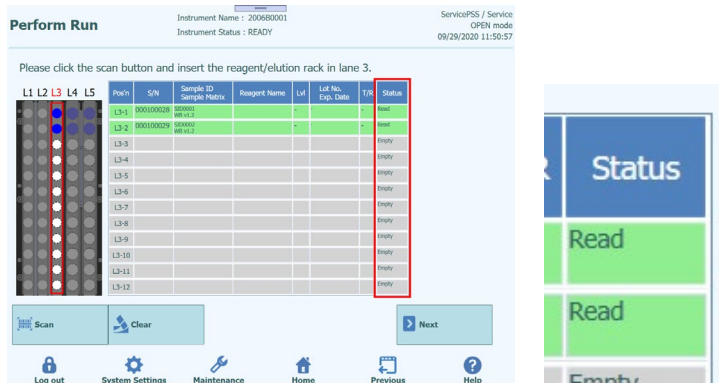 Perform Run
Instrument Name : 2006B0001
Instrument Status : READY
ServicePSS / Service
OPEN mode
09/29/2020 11:50:57
Please click the scan button and insert the reagent/elution rack in lane 3.
L1 L2 L3 L4 L5
Pos'n S/N Sample ID Sample Matrix Reagent Name Lvl Lot No. Exp. Date T/R Status
L3-1 000100028 SID0001 WB v1.2 - - - Read
L3-2 000100029 SID0002 WB v1.2 - - - Read
L3-3 Empty
L3-4 Empty
L3-5 Empty
L3-6 Empty
L3-7 Empty
L3-8 Empty
L3-9 Empty
L3-10 Empty
L3-11 Empty
L3-12 Empty
Scan Clear Next
Log out System Settings Maintenance Home Previous Help
Status
Read
Read
Empty